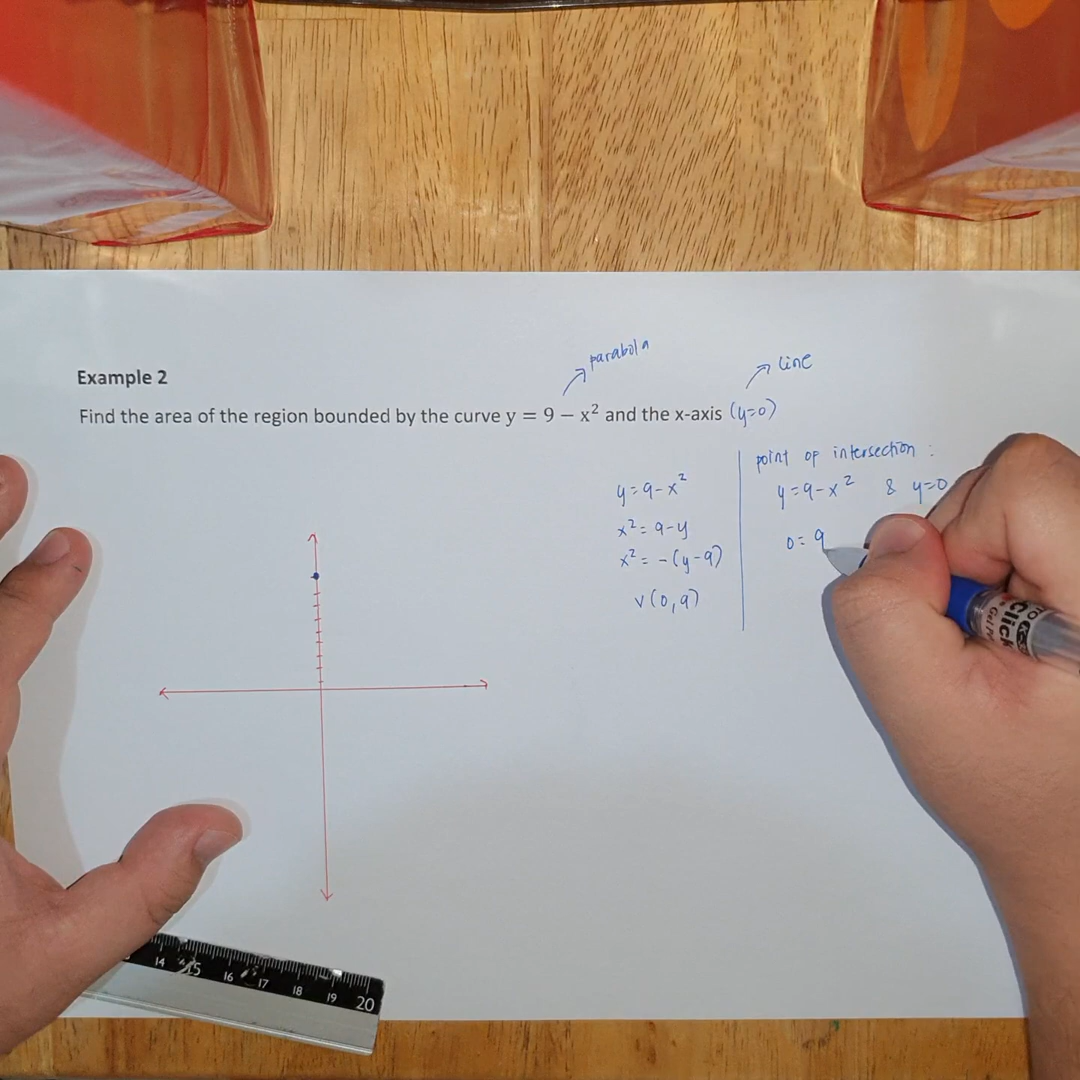 parabola
line
Example 2
Find the area of the region bounded by the curve y = 9 − x² and the x-axis (y=0)
y=9-x²
x²=9-y
x²=-(y-9)
V(0,9)
point of intersection:
y=9-x² & y=0
0=9
Click
Gel
14 15 16 17 18 19 20